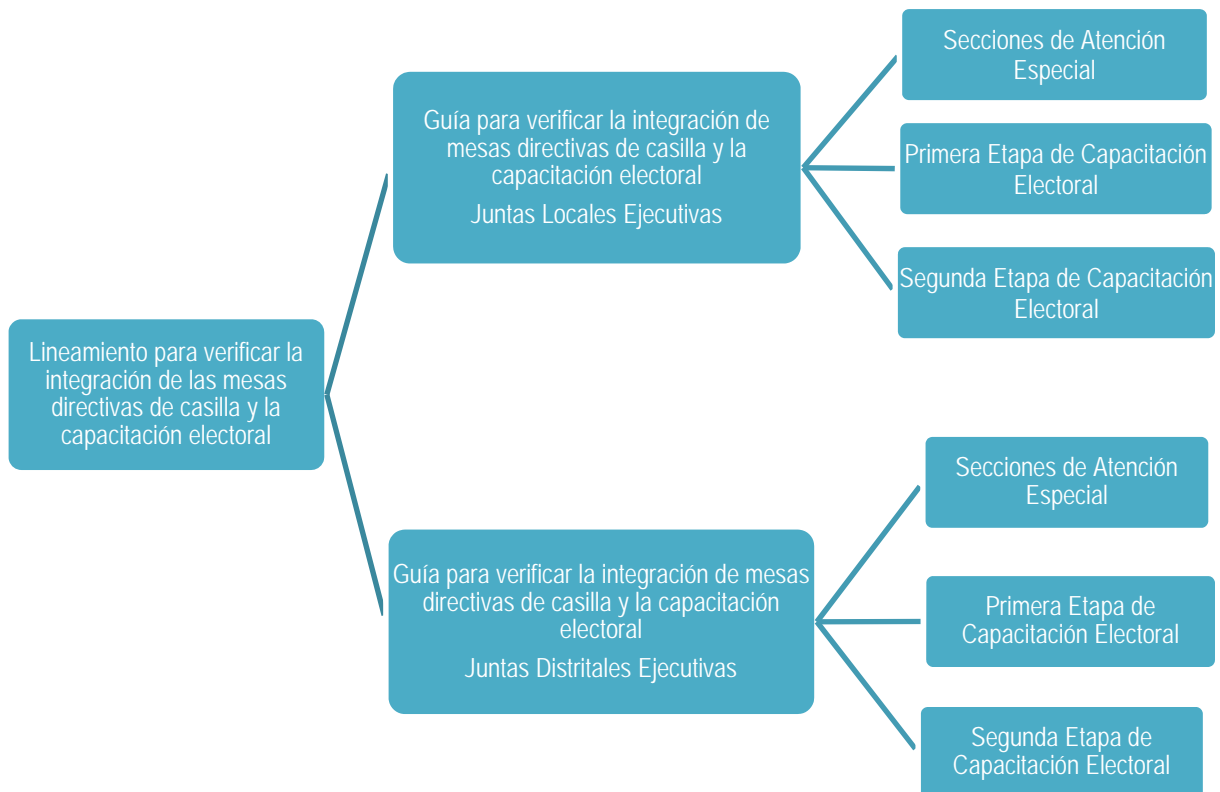 Lineamiento para verificar la
integración de las mesas
directivas de casilla y la
capacitación electoral
Guía para verificar la integración de
mesas directivas de casilla y la
capacitación electoral
Juntas Locales Ejecutivas
Secciones de Atención
Especial
Primera Etapa de Capacitación
Electoral
Segunda Etapa de Capacitación
Electoral
Guía para verificar la integración de mesas
directivas de casilla y la capacitación
electoral
Juntas Distritales Ejecutivas
Secciones de Atención
Especial
Primera Etapa de
Capacitación Electoral
Segunda Etapa de
Capacitación Electoral